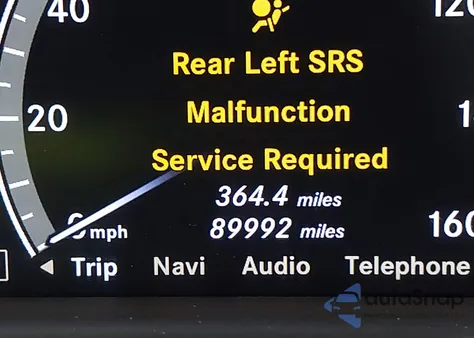 40
120
Rear Left SRS
Malfunction
20
Service Required
364.4 miles
0 mph
89992 miles
160
Trip Navi Audio Telephone
autoSnap